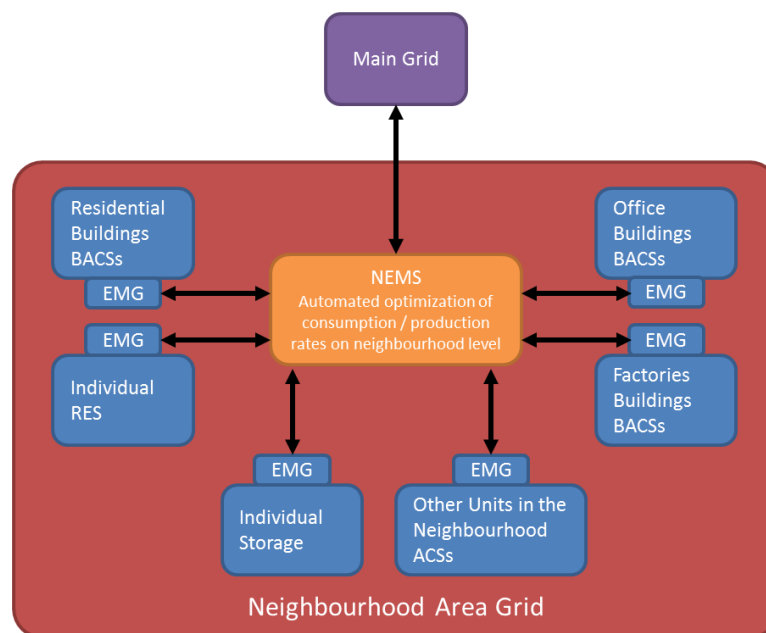 Main Grid
Residential
Buildings
BACSs
EMG
EMG
Individual
RES
NEMS
Automated optimization of
consumption / production
rates on neighbourhood level
Office
Buildings
BACSs
EMG
EMG
Factories
Buildings
BACSs
EMG
Individual
Storage
EMG
Other Units in the
Neighbourhood
ACSs
Neighbourhood Area Grid